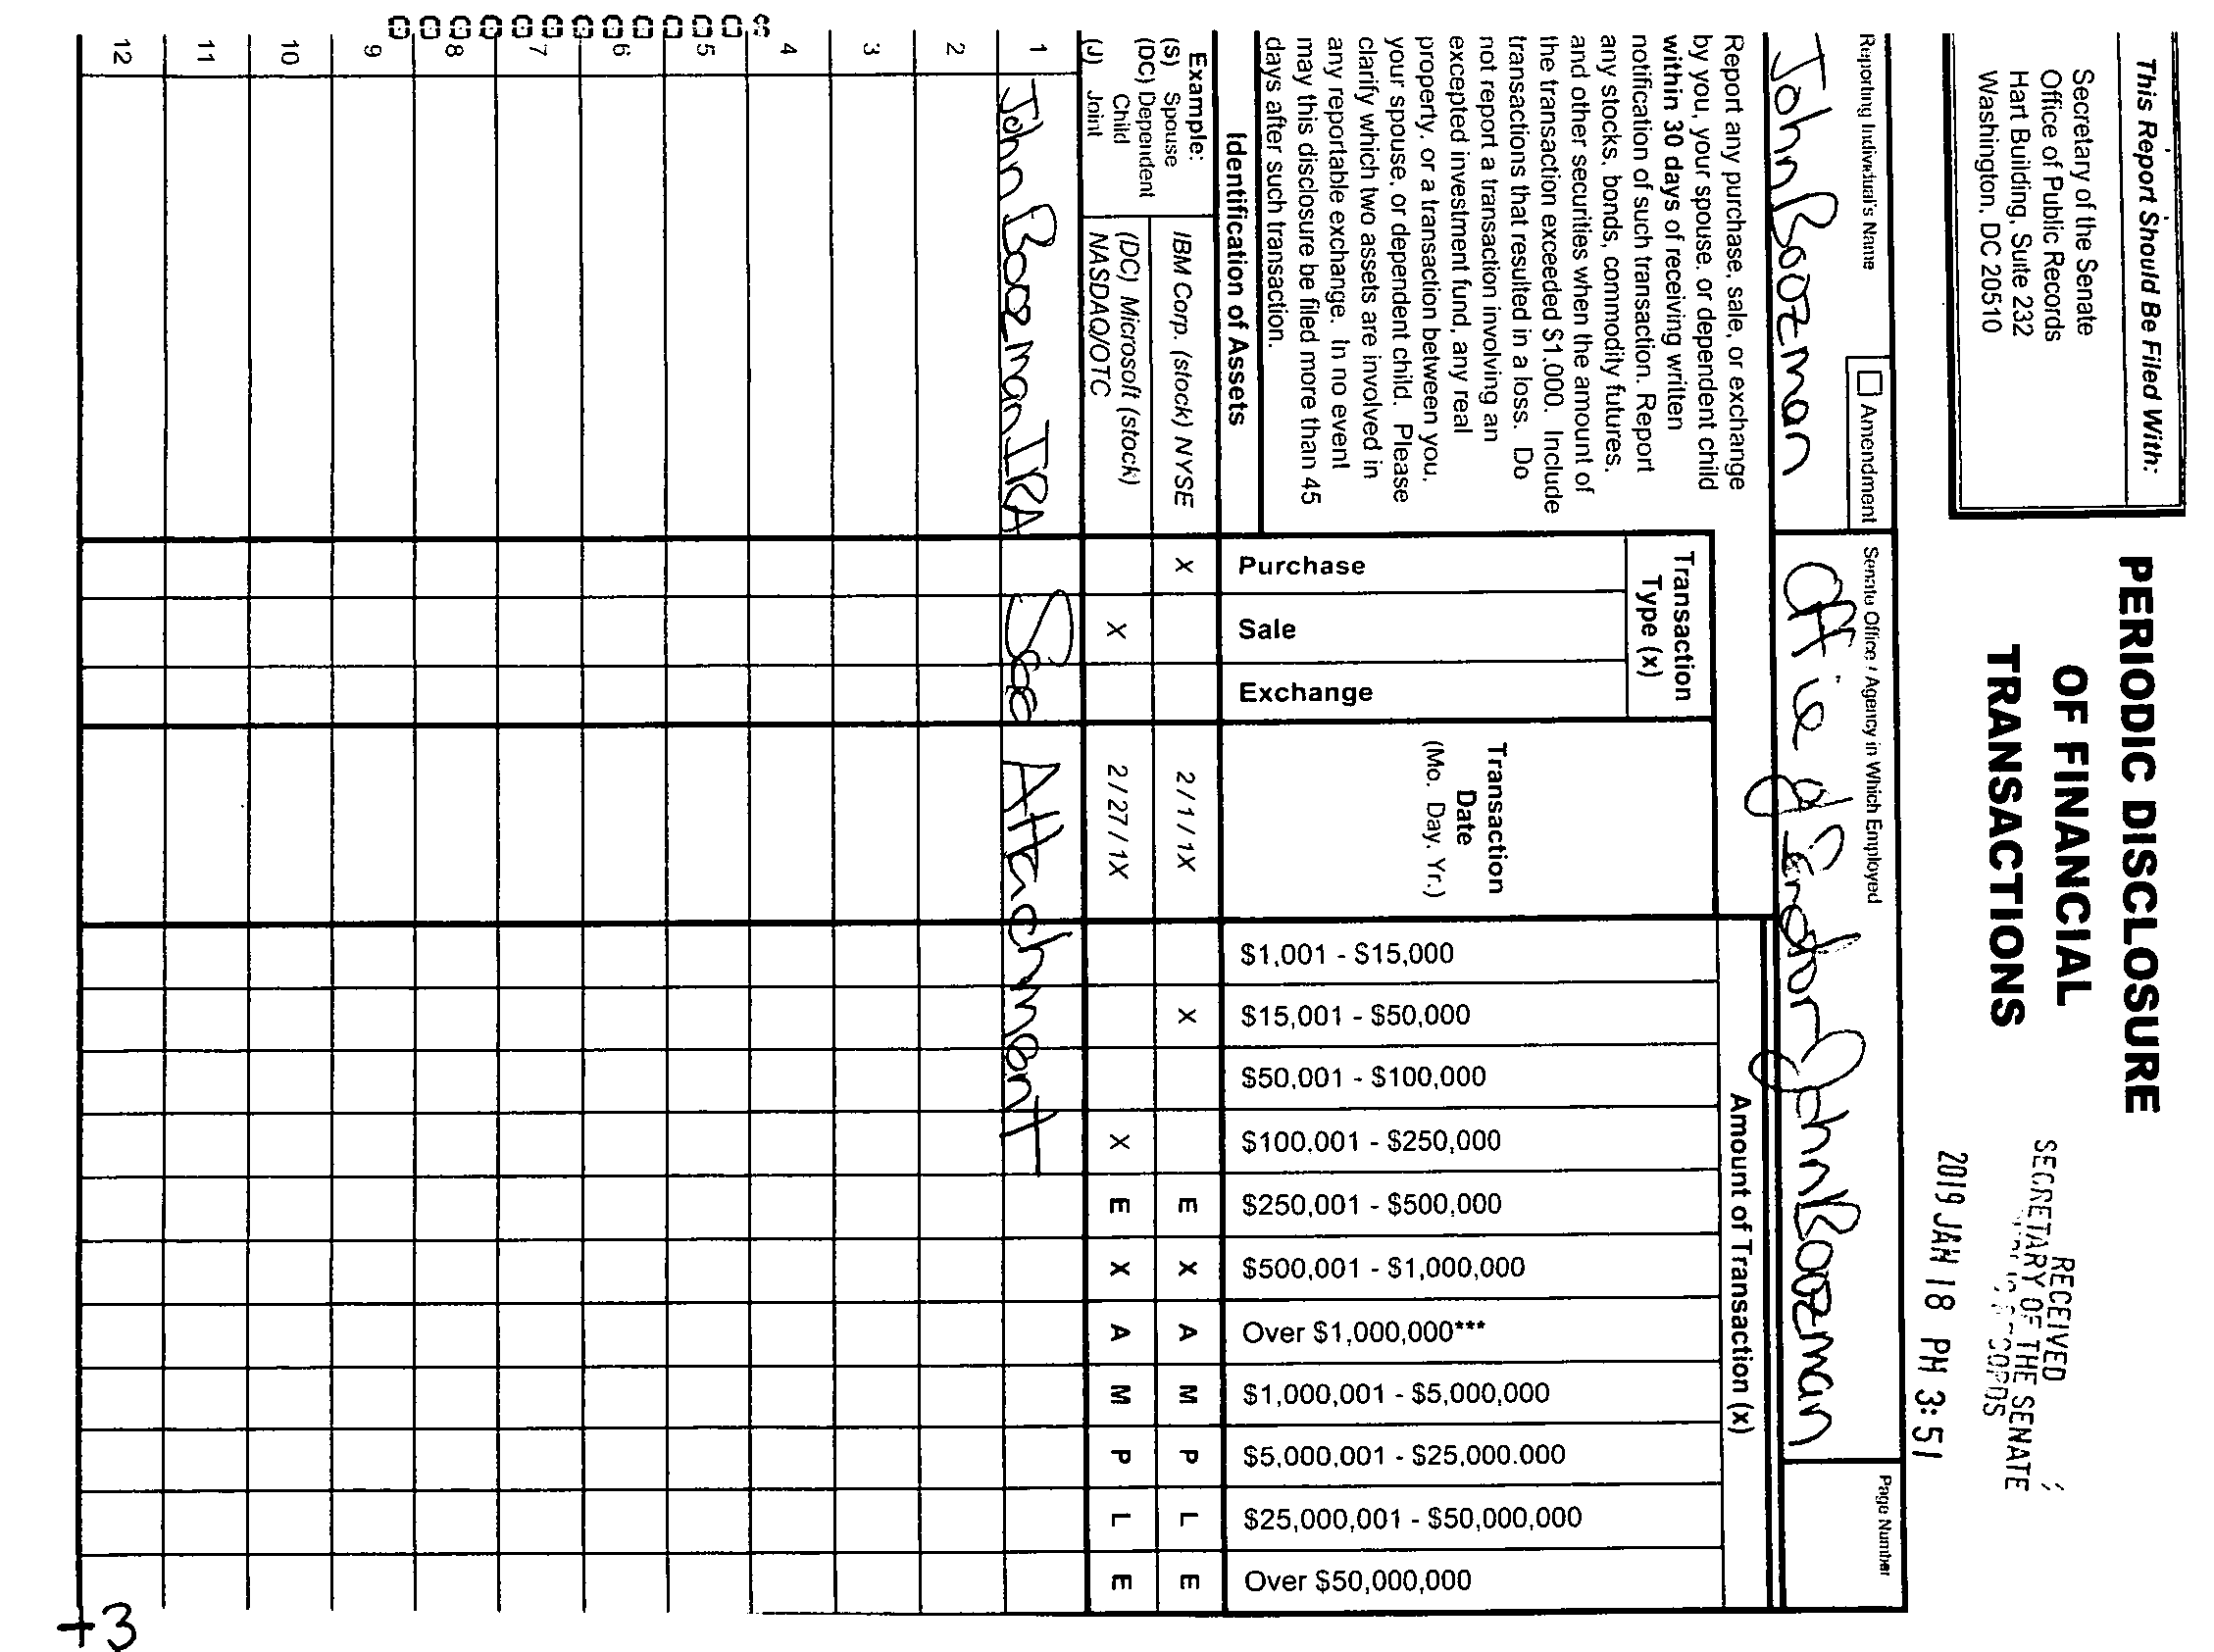 This Report Should Be Filed With:
Secretary of the Senate
Office of Public Records
Hart Building, Suite 232
Washington, DC 20510
PERIODIC DISCLOSURE
OF FINANCIAL
TRANSACTIONS
RECEIVED
SECRETARY OF THE SENATE
2019 JAN 18 PM 3:51
Reporting Individual's Name
Amendment
Senate Office / Agency in Which Employed
Page Number
John Boozman
Office of Senator John Boozman
Report any purchase, sale, or exchange
by you, your spouse, or dependent child
within 30 days of receiving written
notification of such transaction. Report
any stocks, bonds, commodity futures,
and other securities when the amount of
the transaction exceeded $1,000. Include
transactions that resulted in a loss. Do
not report a transaction involving an
excepted investment fund, any real
property, or a transaction between you,
your spouse, or dependent child. Please
clarify which two assets are involved in
any reportable exchange. In no event
may this disclosure be filed more than 45
days after such transaction.
Transaction
Type (x)
Transaction
Date
(Mo. Day. Yr.)
Amount of Transaction (x)
Identification of Assets
Purchase
Sale
Exchange
$1,001 - $15,000
$15,001 - $50,000
$50,001 - $100,000
$100,001 - $250,000
$250,001 - $500,000
$500,001 - $1,000,000
Over $1,000,000***
$1,000,001 - $5,000,000
$5,000,001 - $25,000.000
$25,000,001 - $50,000,000
Over $50,000,000
Example:
(S) Spouse
(DC) Dependent
Child
(J) Joint
IBM Corp. (stock) NYSE X 2 / 1 / 1X X E X A M P L E
(DC) Microsoft (stock)
NASDAQ/OTC X 2 / 27 / 1X X E X A M P L E
1 John Boozman IRA See Attachment
2
3
4
5
6
7
8
9
10
11
12
+3